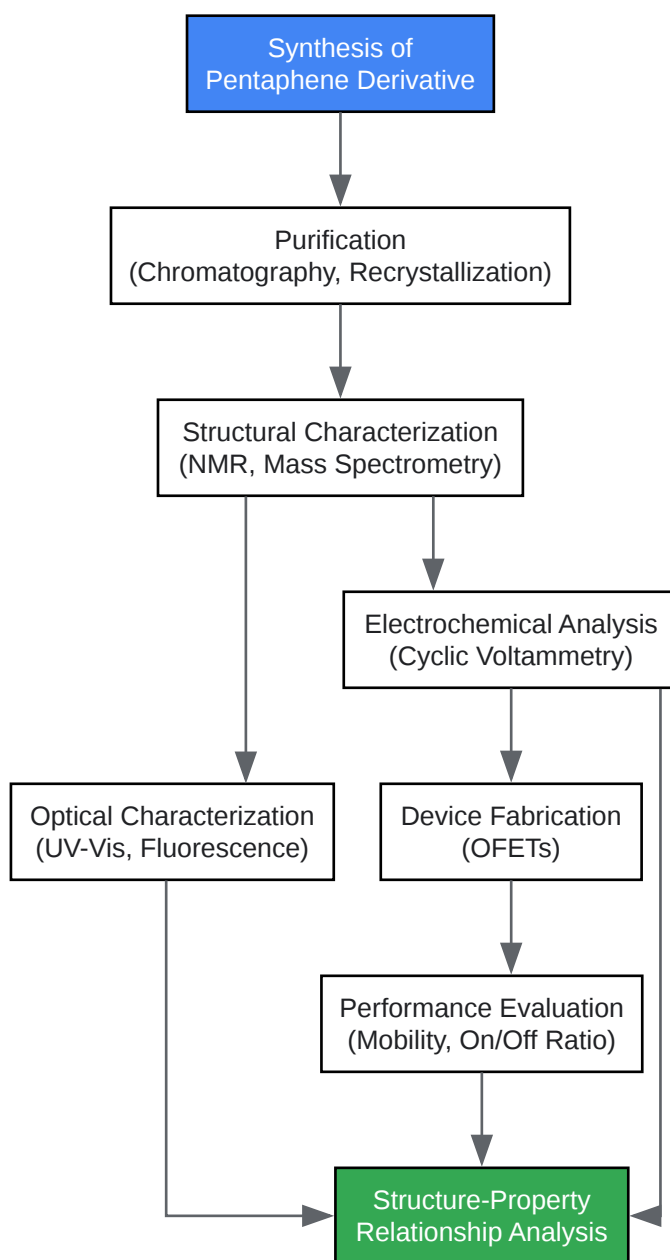 Synthesis of
Pentaphene Derivative
Purification
(Chromatography, Recrystallization)
Structural Characterization
(NMR, Mass Spectrometry)
Electrochemical Analysis
(Cyclic Voltammetry)
Optical Characterization
(UV-Vis, Fluorescence)
Device Fabrication
(OFETs)
Performance Evaluation
(Mobility, On/Off Ratio)
Structure-Property
Relationship Analysis